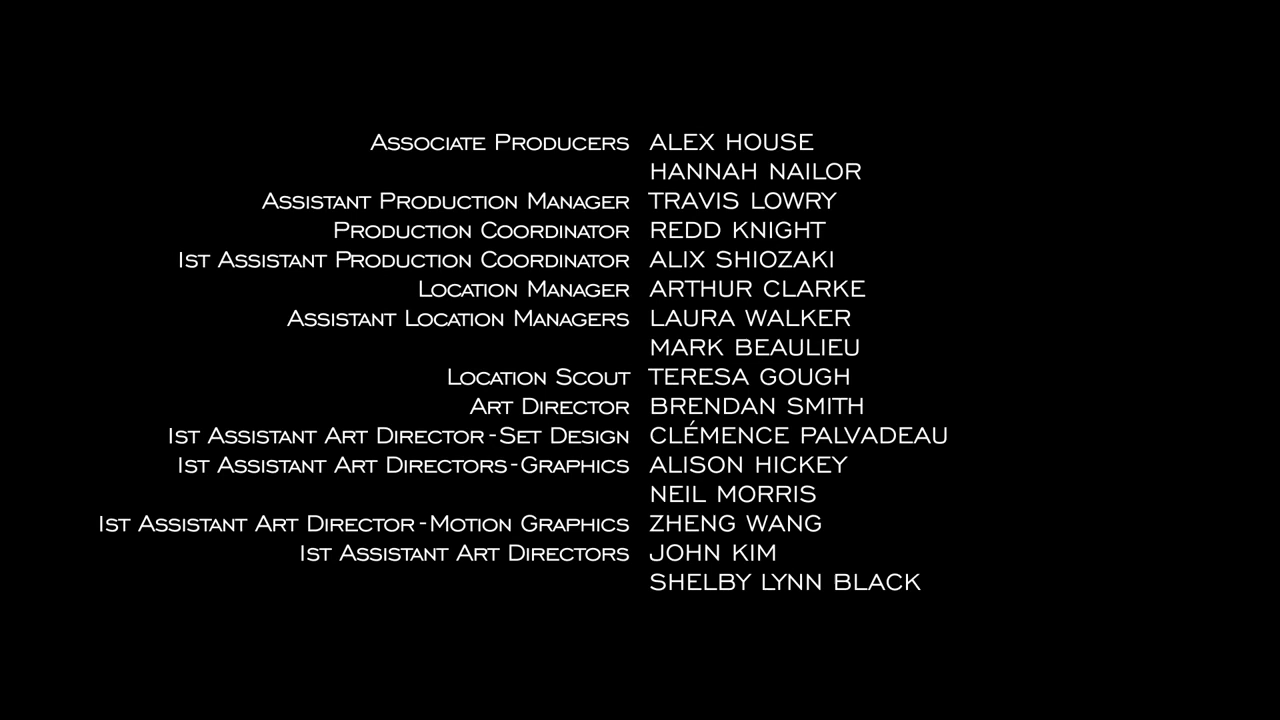 Associate Producers ALEX HOUSE
HANNAH NAILOR
Assistant Production Manager TRAVIS LOWRY
Production Coordinator REDD KNIGHT
1st Assistant Production Coordinator ALIX SHIOZAKI
Location Manager ARTHUR CLARKE
Assistant Location Managers LAURA WALKER
MARK BEAULIEU
Location Scout TERESA GOUGH
Art Director BRENDAN SMITH
1st Assistant Art Director-Set Design CLÉMENCE PALVADEAU
1st Assistant Art Directors-Graphics ALISON HICKEY
NEIL MORRIS
1st Assistant Art Director-Motion Graphics ZHENG WANG
1st Assistant Art Directors JOHN KIM
SHELBY LYNN BLACK